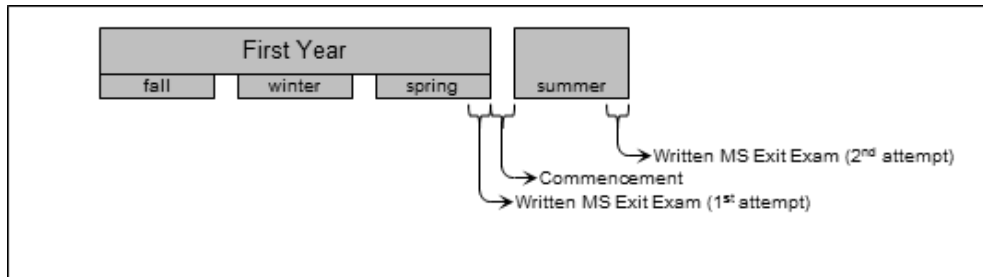 First Year
fall
winter
spring
summer
Written MS Exit Exam (2nd attempt)
Commencement
Written MS Exit Exam (1st attempt)